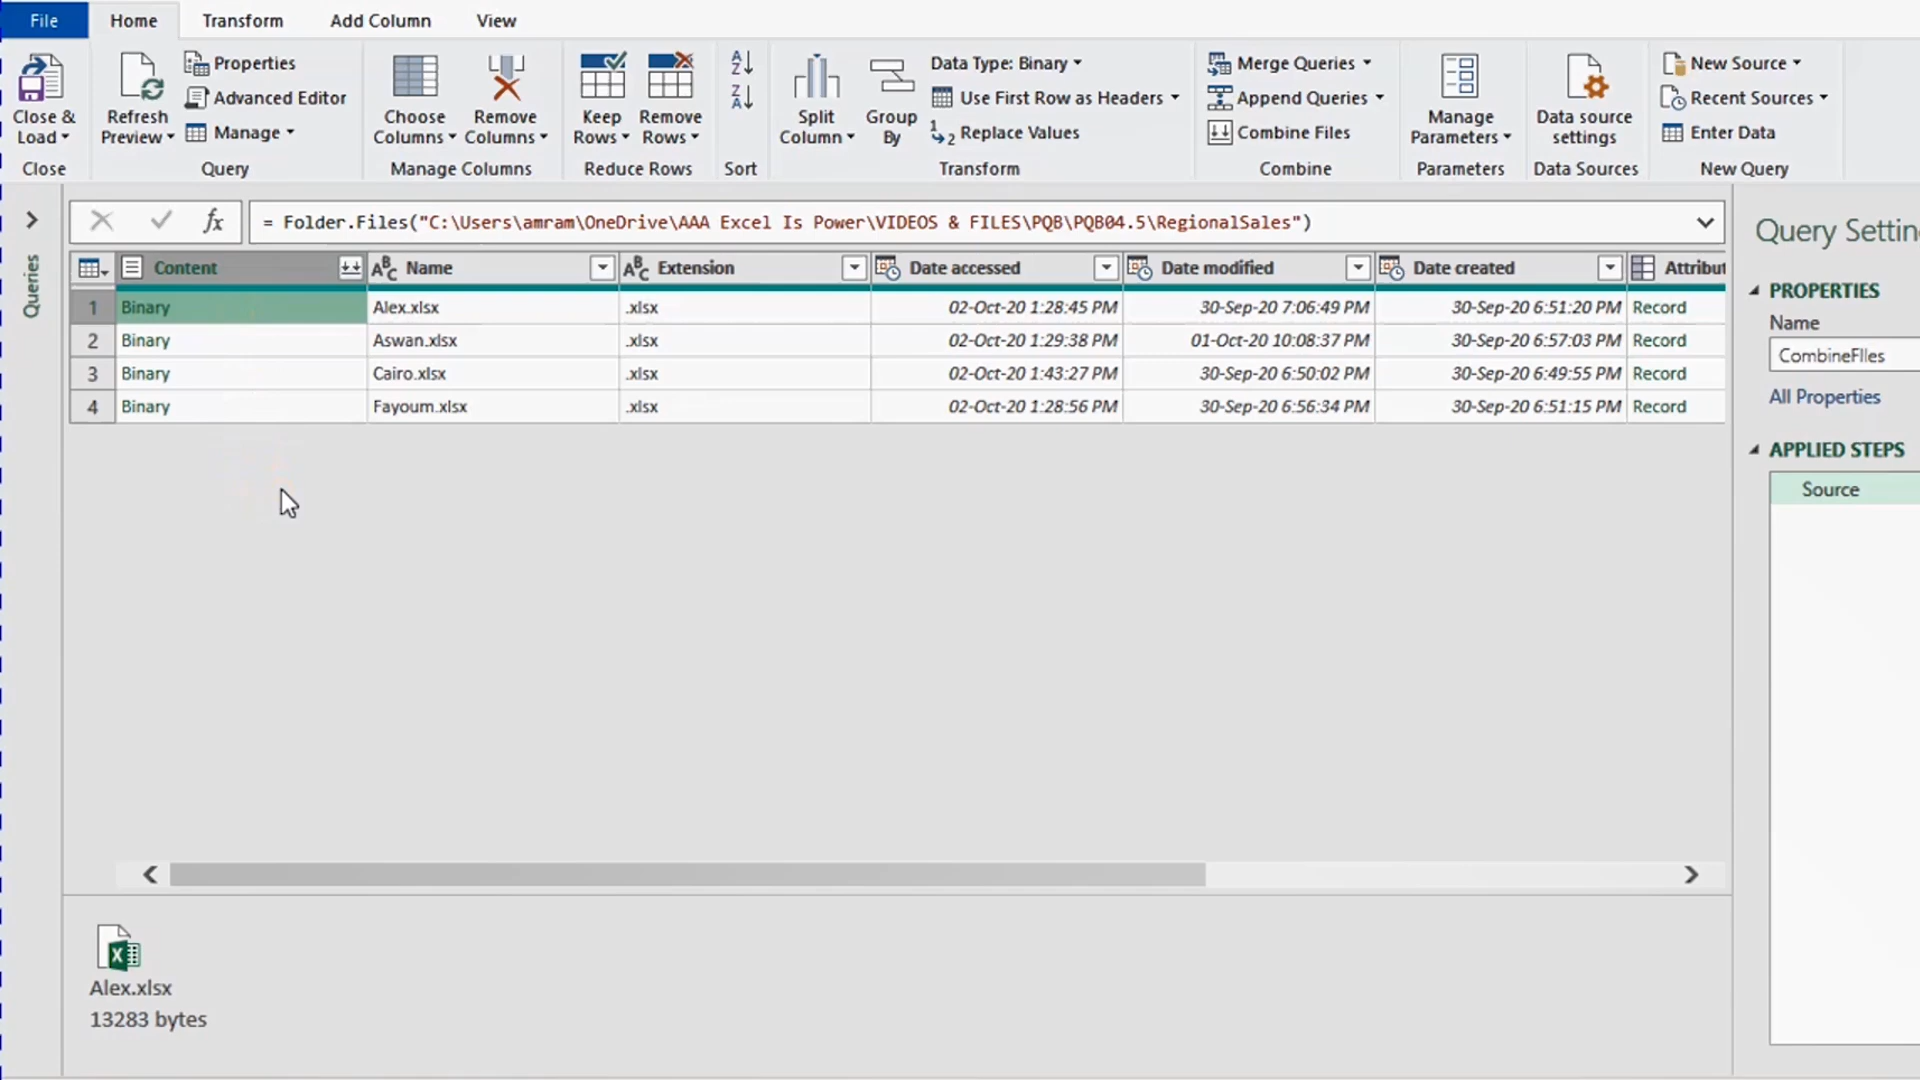 File Home Transform Add Column View
Close & Load
Close
Refresh Preview
Properties
Advanced Editor
Manage
Query
Choose Columns
Remove Columns
Manage Columns
Keep Rows
Remove Rows
Reduce Rows
Sort
Split Column
Group By
Data Type: Binary
Use First Row as Headers
Replace Values
Transform
Merge Queries
Append Queries
Combine Files
Combine
Manage Parameters
Parameters
Data source settings
Data Sources
New Source
Recent Sources
Enter Data
New Query
Queries
fx = Folder.Files("C:\Users\amram\OneDrive\AAA Excel Is Power\VIDEOS & FILES\PQB\PQB04.5\RegionalSales")
Content Name Extension Date accessed Date modified Date created Attribut
1 Binary Alex.xlsx .xlsx 02-Oct-20 1:28:45 PM 30-Sep-20 7:06:49 PM 30-Sep-20 6:51:20 PM Record
2 Binary Aswan.xlsx .xlsx 02-Oct-20 1:29:38 PM 01-Oct-20 10:08:37 PM 30-Sep-20 6:57:03 PM Record
3 Binary Cairo.xlsx .xlsx 02-Oct-20 1:43:27 PM 30-Sep-20 6:50:02 PM 30-Sep-20 6:49:55 PM Record
4 Binary Fayoum.xlsx .xlsx 02-Oct-20 1:28:56 PM 30-Sep-20 6:56:34 PM 30-Sep-20 6:51:15 PM Record
Alex.xlsx
13283 bytes
Query Settin
PROPERTIES
Name
CombineFIles
All Properties
APPLIED STEPS
Source